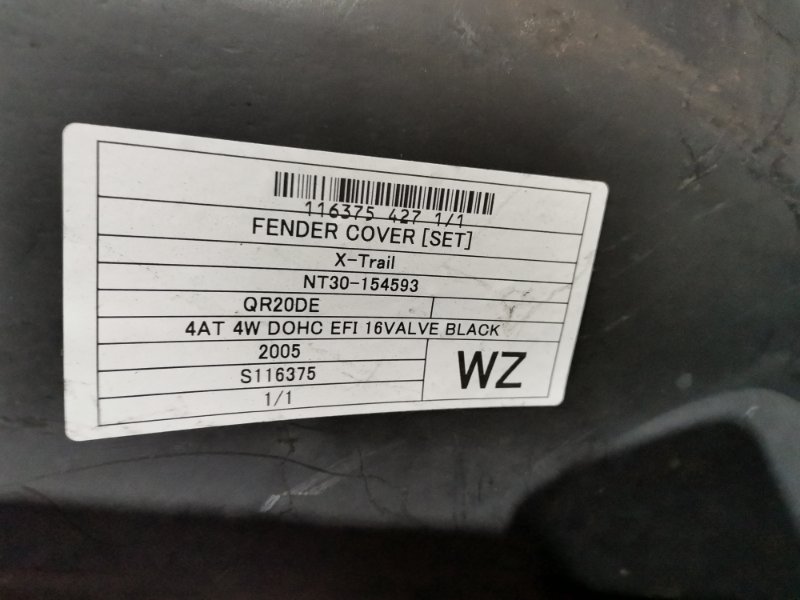 116375 427 1/1
FENDER COVER [SET]
X-Trail
NT30-154593
QR20DE
4AT 4W DOHC EFI 16VALVE BLACK
2005
S116375
1/1
WZ